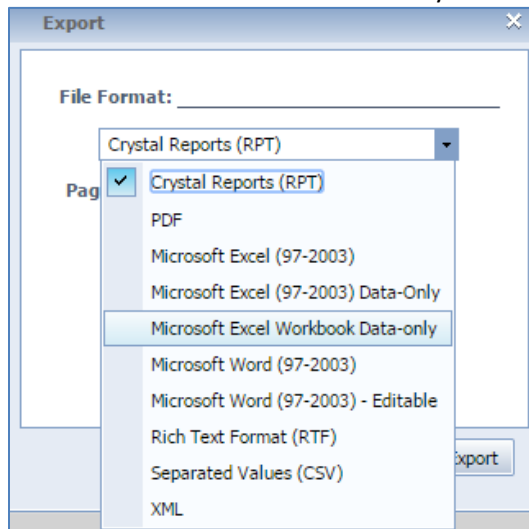 Export
File Format:
Crystal Reports (RPT)
Pag
Crystal Reports (RPT)
PDF
Microsoft Excel (97-2003)
Microsoft Excel (97-2003) Data-Only
Microsoft Excel Workbook Data-only
Microsoft Word (97-2003)
Microsoft Word (97-2003) - Editable
Rich Text Format (RTF)
Separated Values (CSV)
XML
xport